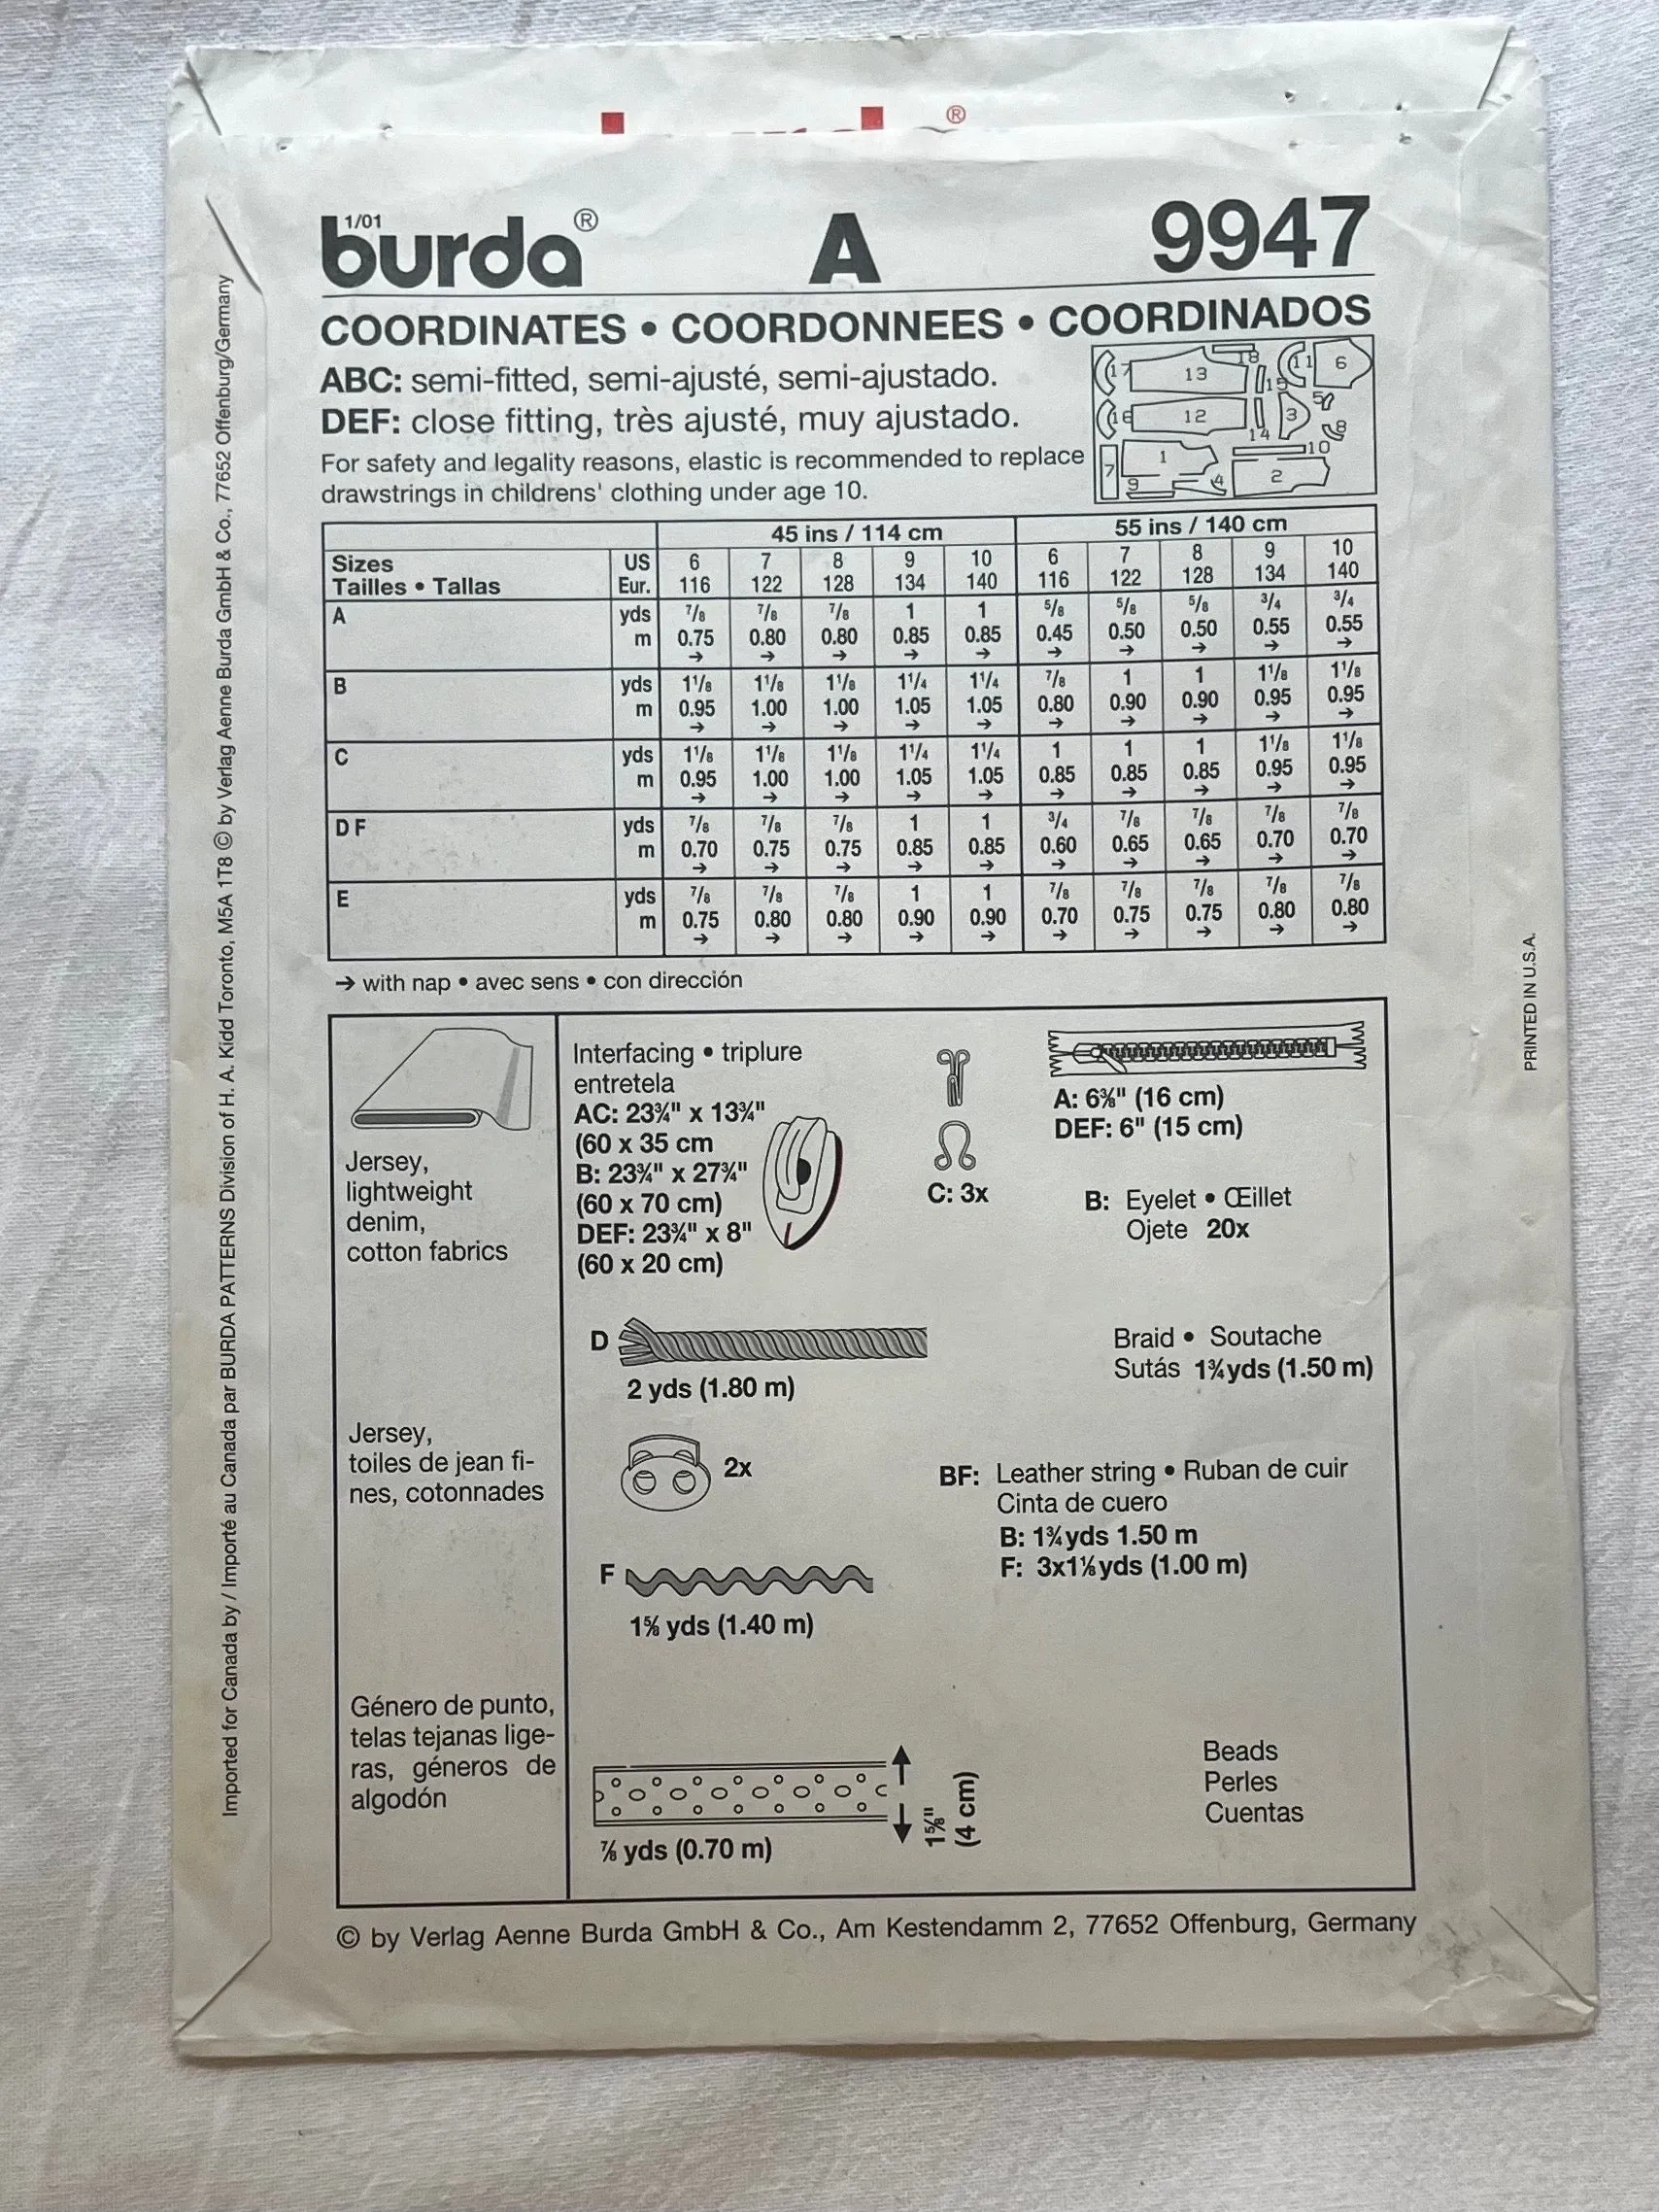 ®
1/01
burda® A 9947
COORDINATES • COORDONNEES • COORDINADOS
ABC: semi-fitted, semi-ajusté, semi-ajustado.
DEF: close fitting, très ajusté, muy ajustado.
For safety and legality reasons, elastic is recommended to replace
drawstrings in childrens' clothing under age 10.
17 13 18 15 11 6
16 12 14 3 5 8
7 1 9 4 10 2
45 ins / 114 cm 55 ins / 140 cm
Sizes US 6 7 8 9 10 6 7 8 9 10
Tailles • Tallas Eur. 116 122 128 134 140 116 122 128 134 140
A yds 7/8 7/8 7/8 1 1 5/8 5/8 5/8 3/4 3/4
m 0.75 0.80 0.80 0.85 0.85 0.45 0.50 0.50 0.55 0.55
→ → → → → → → → → →
B yds 1 1/8 1 1/8 1 1/8 1 1/4 1 1/4 7/8 1 1 1 1/8 1 1/8
m 0.95 1.00 1.00 1.05 1.05 0.80 0.90 0.90 0.95 0.95
→ → → → → → → → → →
C yds 1 1/8 1 1/8 1 1/8 1 1/4 1 1/4 1 1 1 1 1/8 1 1/8
m 0.95 1.00 1.00 1.05 1.05 0.85 0.85 0.85 0.95 0.95
→ → → → → → → → → →
D F yds 7/8 7/8 7/8 1 1 3/4 7/8 7/8 7/8 7/8
m 0.70 0.75 0.75 0.85 0.85 0.60 0.65 0.65 0.70 0.70
→ → → → → → → → → →
E yds 7/8 7/8 7/8 1 1 7/8 7/8 7/8 7/8 7/8
m 0.75 0.80 0.80 0.90 0.90 0.70 0.75 0.75 0.80 0.80
→ → → → → → → → → →
→ with nap • avec sens • con dirección
Jersey,
lightweight
denim,
cotton fabrics
Jersey,
toiles de jean fi-
nes, cotonnades
Género de punto,
telas tejanas lige-
ras, géneros de
algodón
Interfacing • triplure
entretela
AC: 23¾" x 13¾"
(60 x 35 cm
B: 23¾" x 27¾"
(60 x 70 cm)
DEF: 23¾" x 8"
(60 x 20 cm)
C: 3x
A: 6⅜" (16 cm)
DEF: 6" (15 cm)
B: Eyelet • Œillet
Ojete 20x
D
2 yds (1.80 m)
Braid • Soutache
Sutás 1¾yds (1.50 m)
2x
BF: Leather string • Ruban de cuir
Cinta de cuero
B: 1¾yds 1.50 m
F: 3x1⅛yds (1.00 m)
F
1⅝ yds (1.40 m)
⅞ yds (0.70 m)
1⅝"
(4 cm)
Beads
Perles
Cuentas
© by Verlag Aenne Burda GmbH & Co., Am Kestendamm 2, 77652 Offenburg, Germany
Imported for Canada by / Importé au Canada par BURDA PATTERNS Division of H. A. Kidd Toronto, M5A 1T8 © by Verlag Aenne Burda GmbH & Co., 77652 Offenburg/Germany
PRINTED IN U.S.A.